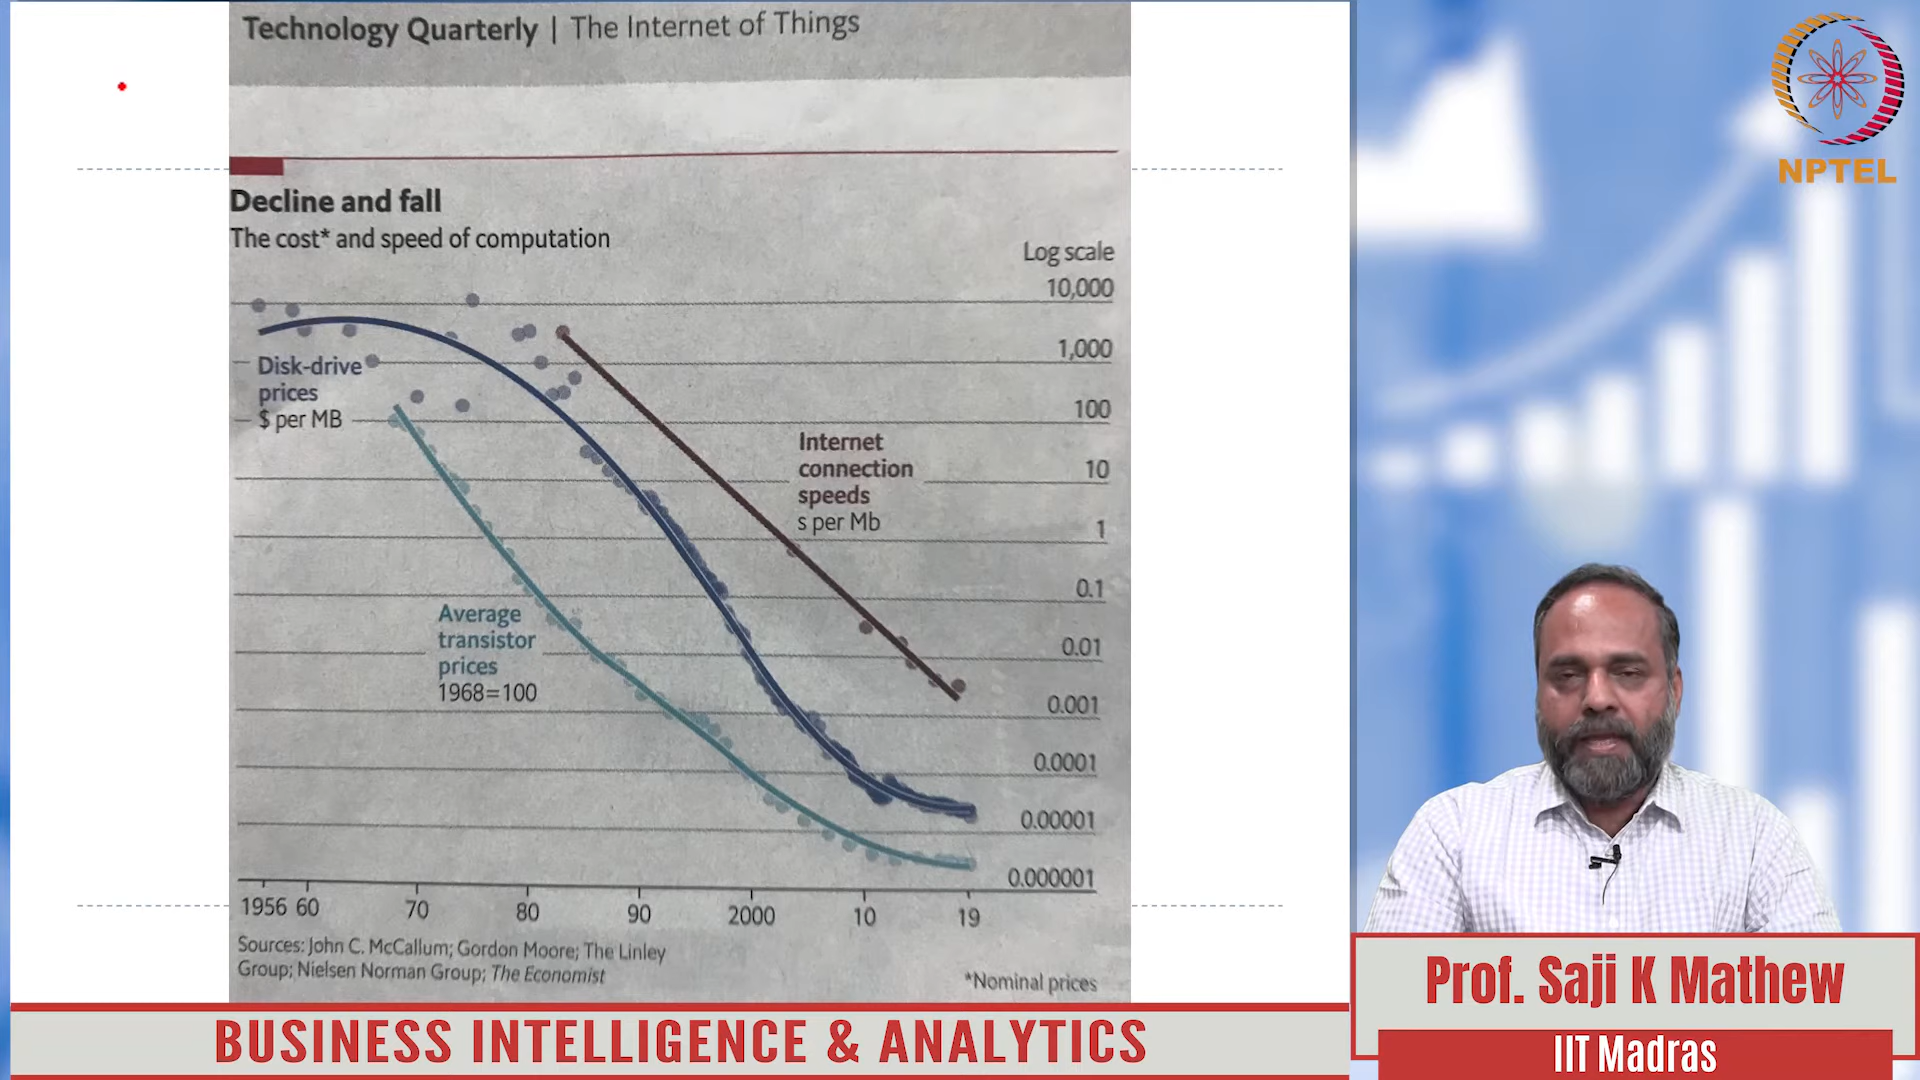 Technology Quarterly | The Internet of Things
Decline and fall
The cost* and speed of computation
Log scale
10,000
1,000
100
10
1
0.1
0.01
0.001
0.0001
0.00001
0.000001
Disk-drive
prices
$ per MB
Internet
connection
speeds
s per Mb
Average
transistor
prices
1968=100
1956 60 70 80 90 2000 10 19
Sources: John C. McCallum; Gordon Moore; The Linley
Group; Nielsen Norman Group; The Economist
*Nominal prices
NPTEL
Prof. Saji K Mathew
IIT Madras
BUSINESS INTELLIGENCE & ANALYTICS